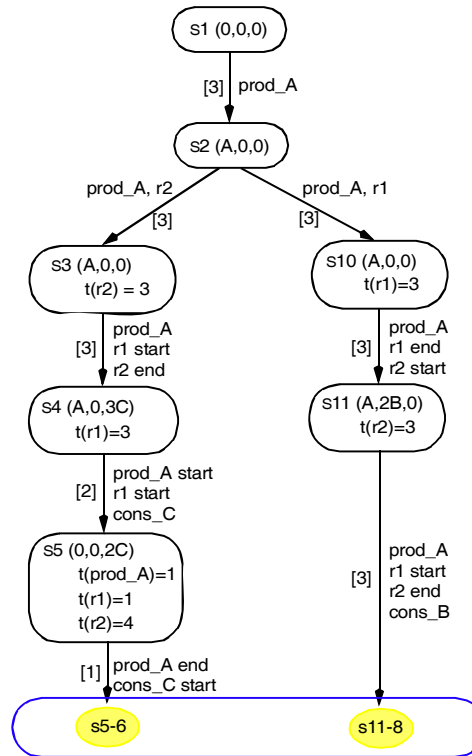 s1 (0,0,0)
[3] prod_A
s2 (A,0,0)
prod_A, r2
[3]
prod_A, r1
[3]
s3 (A,0,0)
t(r2) = 3
s10 (A,0,0)
t(r1)=3
[3]
prod_A
r1 start
r2 end
[3]
prod_A
r1 end
r2 start
s4 (A,0,3C)
t(r1)=3
s11 (A,2B,0)
t(r2)=3
[2]
prod_A start
r1 start
cons_C
s5 (0,0,2C)
t(prod_A)=1
t(r1)=1
t(r2)=4
[3]
prod_A
r1 start
r2 end
cons_B
[1]
prod_A end
cons_C start
s5-6
s11-8